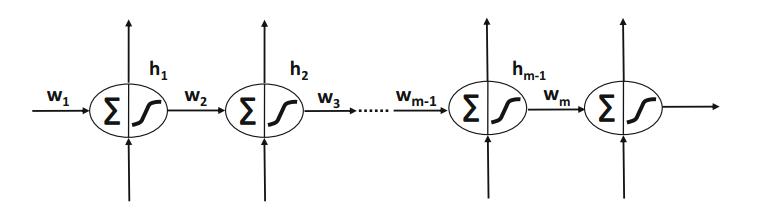 w1 h1 w2 h2 w3 ...... wm-1 hm-1 wm
Σ Σ Σ Σ